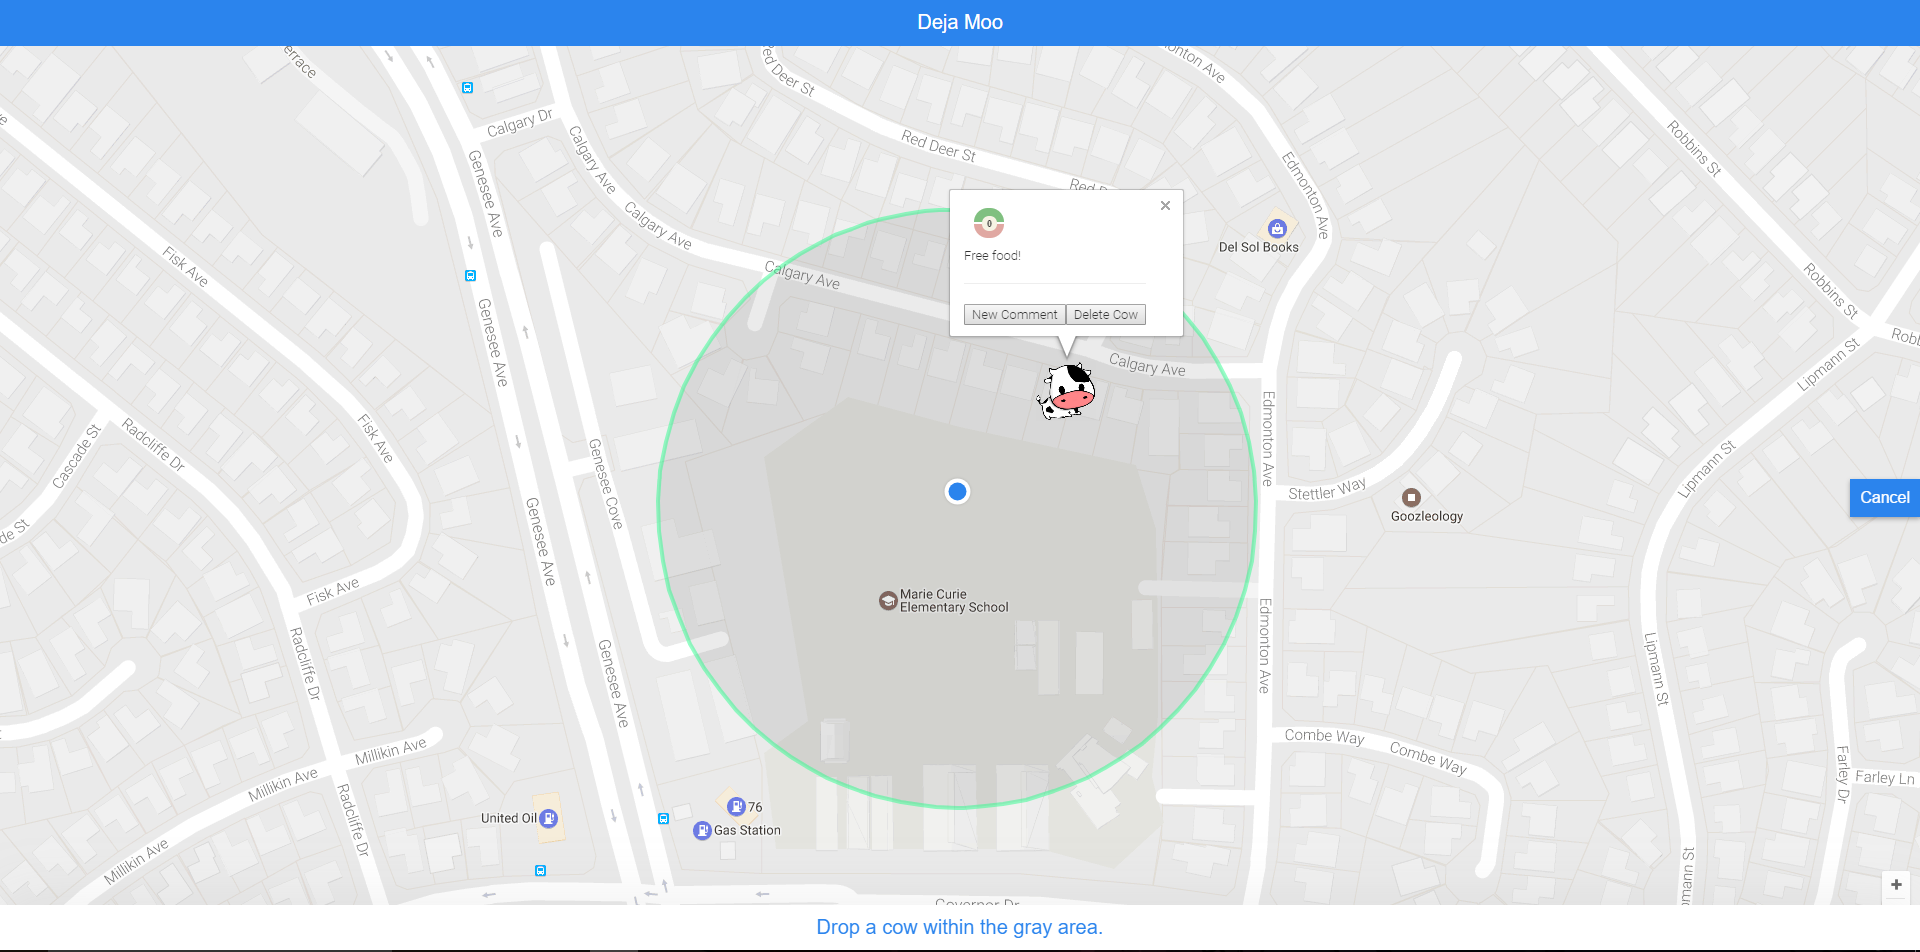 Deja Moo
errace
Red Deer St
Edmonton Ave
Calgary Dr
Calgary Ave
Red Deer St
Robbins St
Genesee Ave
Edmonton Ave
Calgary Ave
Red D
0
Free food!
New Comment
Delete Cow
Del Sol Books
Fisk Ave
Calgary Ave
Robbins St
Genesee Ave
Calgary Ave
Lipmann St
Robb
Radcliffe Dr
Fisk Ave
Cascade St
Genesee Cove
Edmonton Ave
Lipmann St
Stettler Way
Goozleology
Cancel
de St
Genesee Ave
Fisk Ave
Marie Curie
Elementary School
Edmonton Ave
Radcliffe Dr
Genesee Ave
Lipmann St
Combe Way
Combe Way
Millikin Ave
Millikin Ave
Farley Dr
Farley Ln
Radcliffe Dr
United Oil
76
Gas Station
Millikin Ave
pmann St
Governor Dr
+
Drop a cow within the gray area.